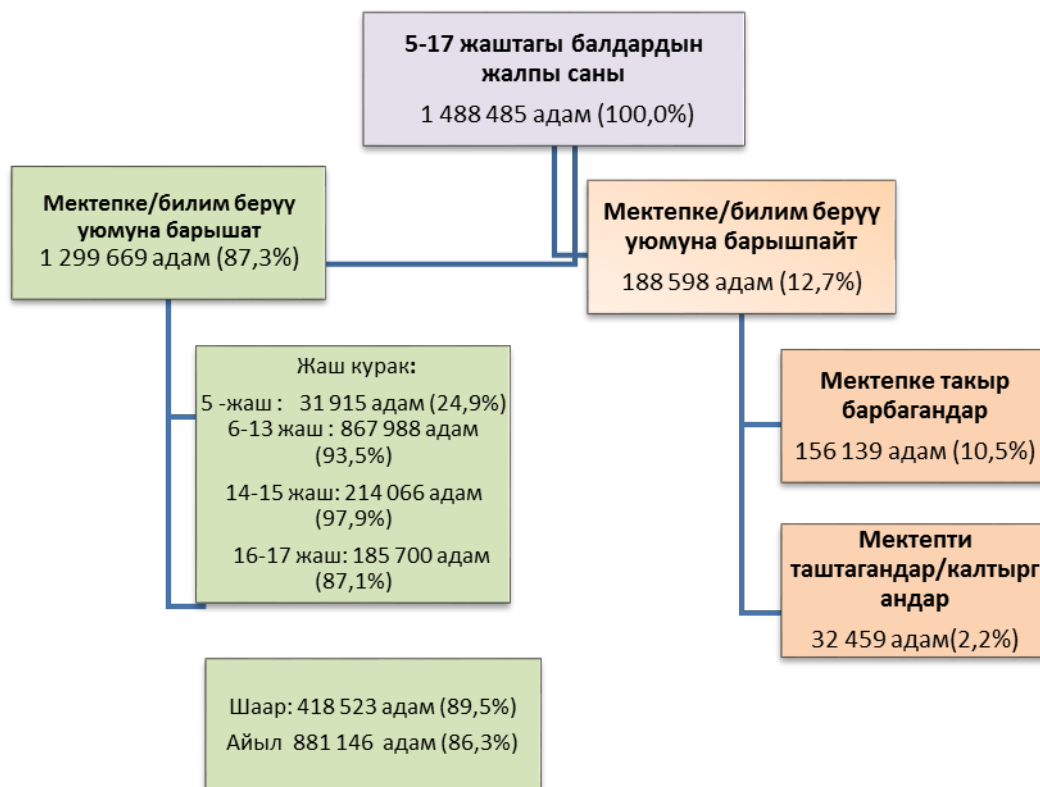 5-17 жаштагы балдардын
жалпы саны
1 488 485 адам (100,0%)
Мектепке/билим берүү
уюмуна барышат
1 299 669 адам (87,3%)
Мектепке/билим берүү
уюмуна барышпайт
188 598 адам (12,7%)
Жаш курак:
5 -жаш : 31 915 адам (24,9%)
6-13 жаш : 867 988 адам
(93,5%)
14-15 жаш: 214 066 адам
(97,9%)
16-17 жаш: 185 700 адам
(87,1%)
Мектепке такыр
барбагандар
156 139 адам (10,5%)
Мектепти
таштагандар/калтырг
андар
32 459 адам(2,2%)
Шаар: 418 523 адам (89,5%)
Айыл 881 146 адам (86,3%)